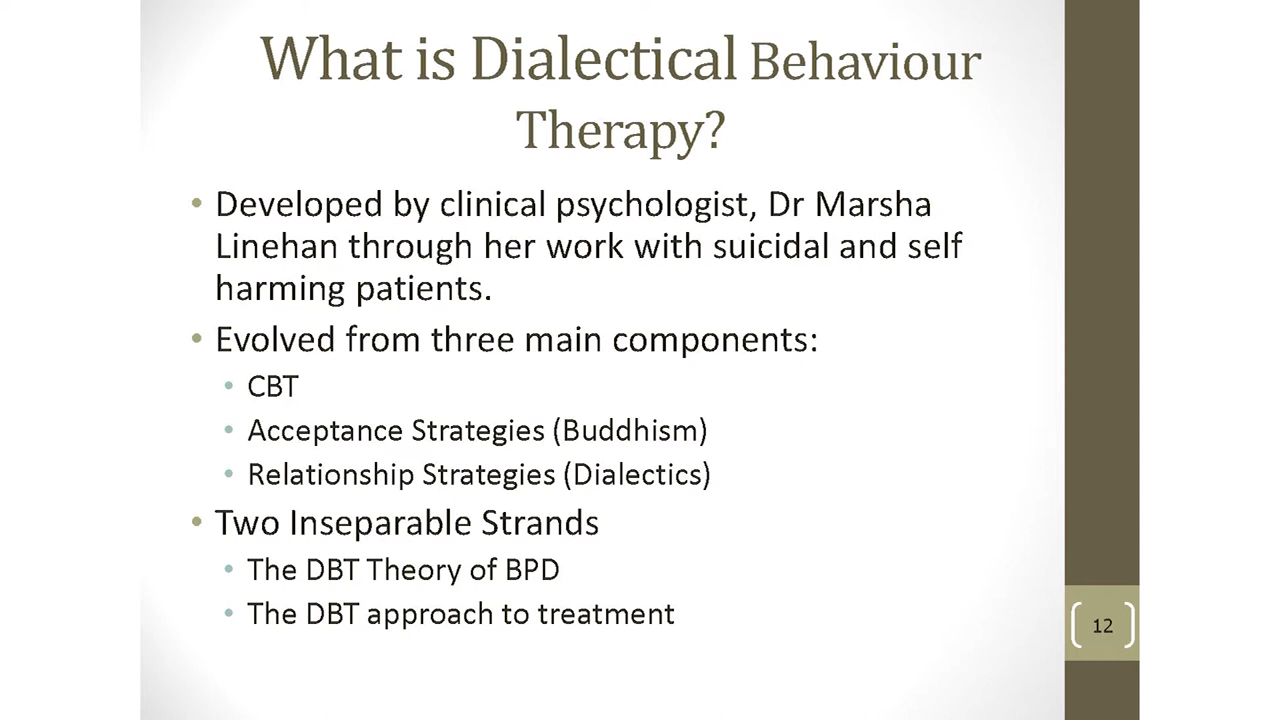 What is Dialectical Behaviour
Therapy?
• Developed by clinical psychologist, Dr Marsha
Linehan through her work with suicidal and self
harming patients.
• Evolved from three main components:
• CBT
• Acceptance Strategies (Buddhism)
• Relationship Strategies (Dialectics)
• Two Inseparable Strands
• The DBT Theory of BPD
• The DBT approach to treatment
12